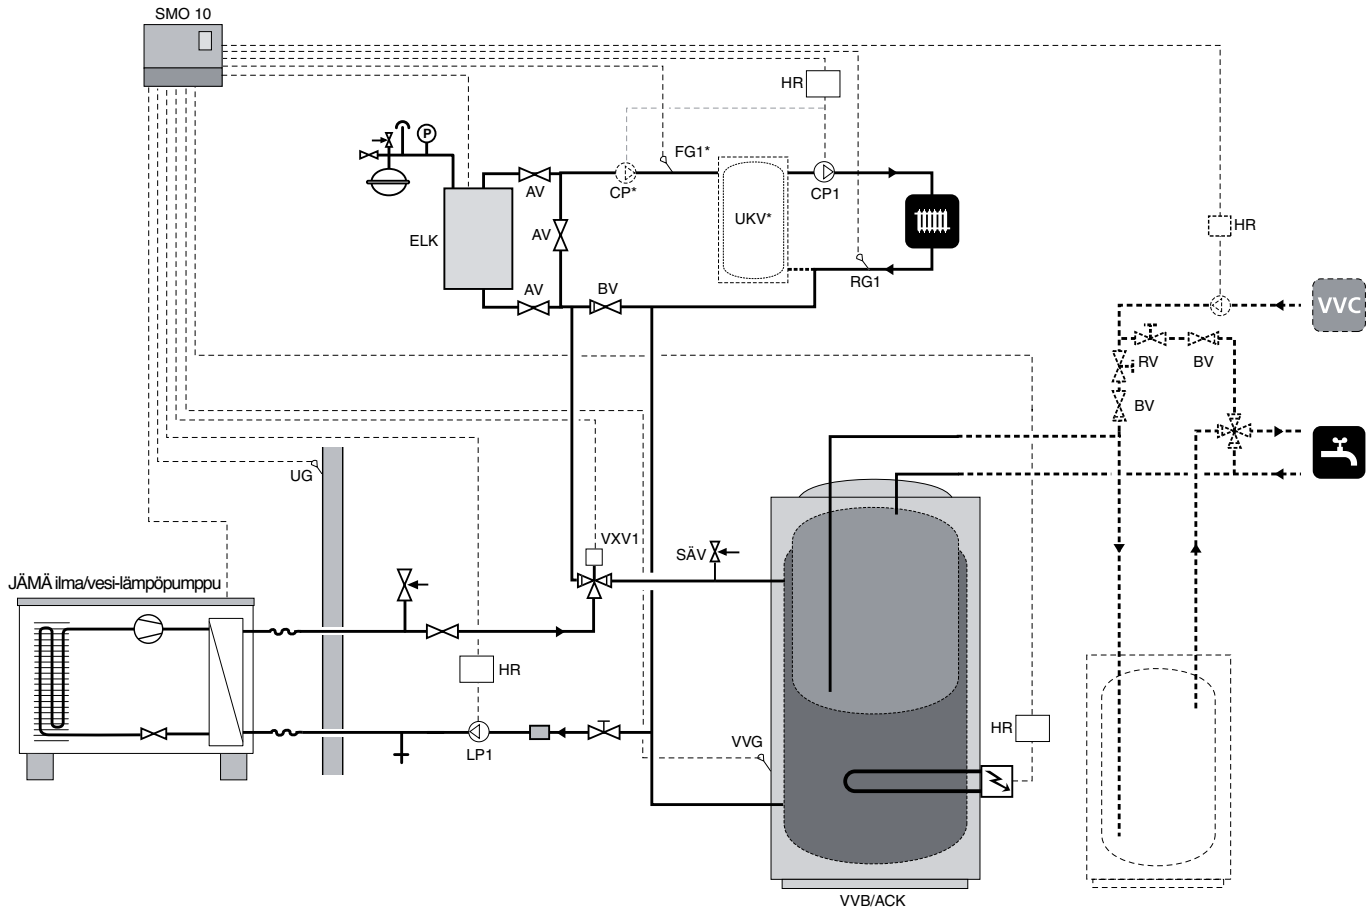 SMO 10
HR
P
FG1*
CP*
CP1
AV
UKV*
ELK
AV
HR
RG1
AV
BV
VVC
RV
BV
BV
UG
VXV1
SÄV
JÄMÄ ilma/vesi-lämpöpumppu
HR
HR
VVG
LP1
VVB/ACK